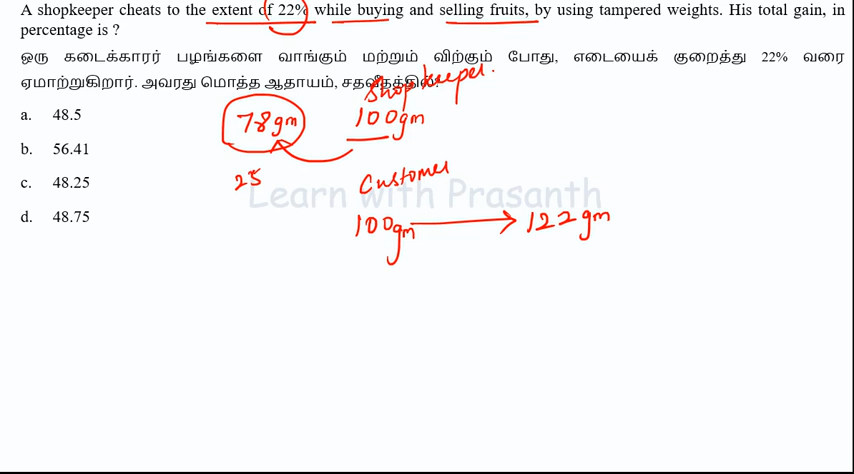 A shopkeeper cheats to the extent of 22% while buying and selling fruits, by using tampered weights. His total gain, in
percentage is ?
ஒரு கடைக்காரர் பழங்களை வாங்கும் மற்றும் விற்கும் போது, எடையைக் குறைத்து 22% வரை
ஏமாற்றுகிறார். அவரது மொத்த ஆதாயம், சதவீதத்தில்?
Shop keeper.
a. 48.5
78gm 100gm
b. 56.41
c. 48.25
25 Customer
Learn with Prasanth
d. 48.75
100gm 122gm